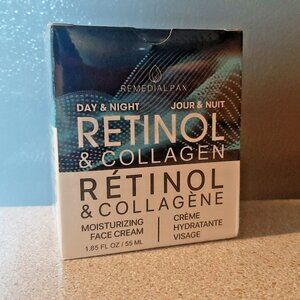 REMEDIAL PAX
DAY & NIGHT JOUR & NUIT
RETINOL
& COLLAGEN
RÉTINOL
& COLLAGÈNE
MOISTURIZING
FACE CREAM
1.85 FL OZ / 55 ML
CRÈME
HYDRATANTE
VISAGE